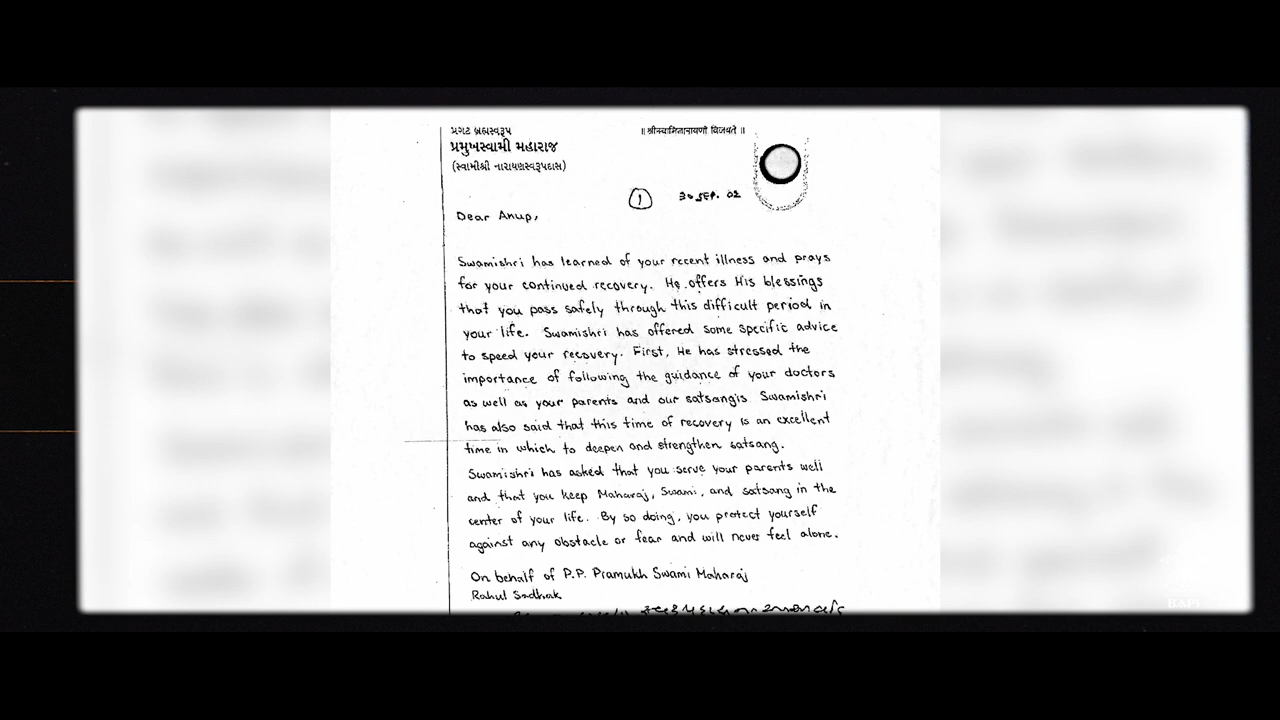 પ્રગટ બ્રહ્મસ્વરૂપ
પ્રમુખસ્વામી મહારાજ
(સ્વામીશ્રી નારાયણસ્વરૂપદાસ)
॥ श्रीस्वामिनारायणो विजयते ॥
1 30 SEP. 02
Dear Anup,
Swamishri has learned of your recent illness and prays
for your continued recovery. He offers His blessings
that you pass safely through this difficult period in
your life. Swamishri has offered some specific advice
to speed your recovery. First, He has stressed the
importance of following the guidance of your doctors
as well as your parents and our satsangis. Swamishri
has also said that this time of recovery is an excellent
time in which to deepen and strengthen satsang.
Swamishri has asked that you serve your parents well
and that you keep Maharaj, Swami, and satsang in the
center of your life. By so doing, you protect yourself
against any obstacle or fear and will never feel alone.
On behalf of P.P. Pramukh Swami Maharaj
Rahul Sadhak
BAPS